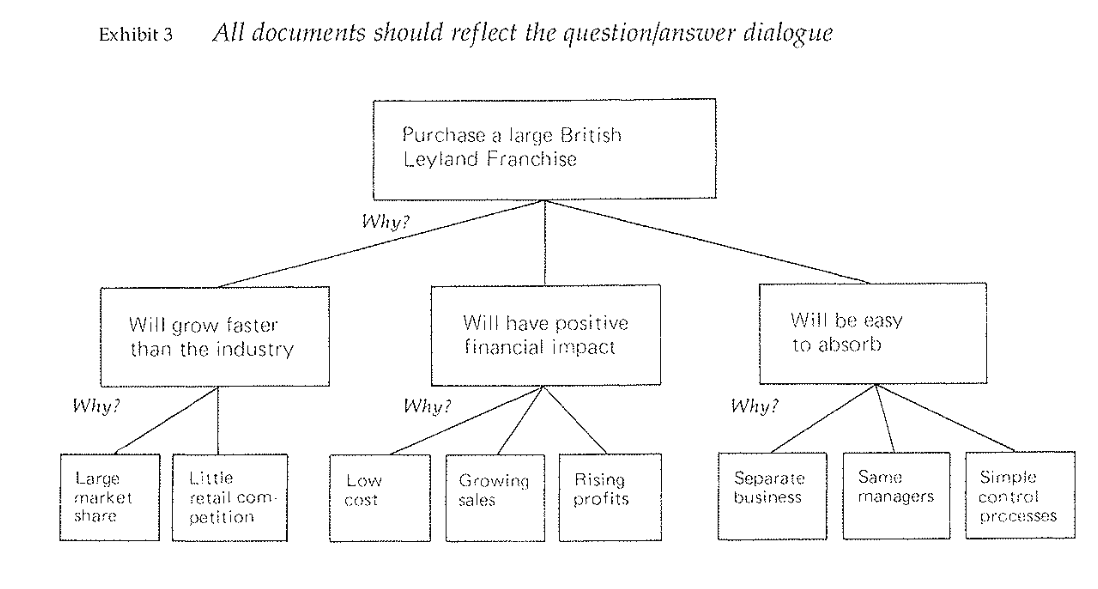 Exhibit 3 All documents should reflect the question/answer dialogue
Purchase a large British
Leyland Franchise
Why?
Will grow faster
than the industry
Will have positive
financial impact
Will be easy
to absorb
Why?
Why?
Why?
Large
market
share
Little
retail com-
petition
Low
cost
Growing
sales
Rising
profits
Separate
business
Same
managers
Simple
control
processes